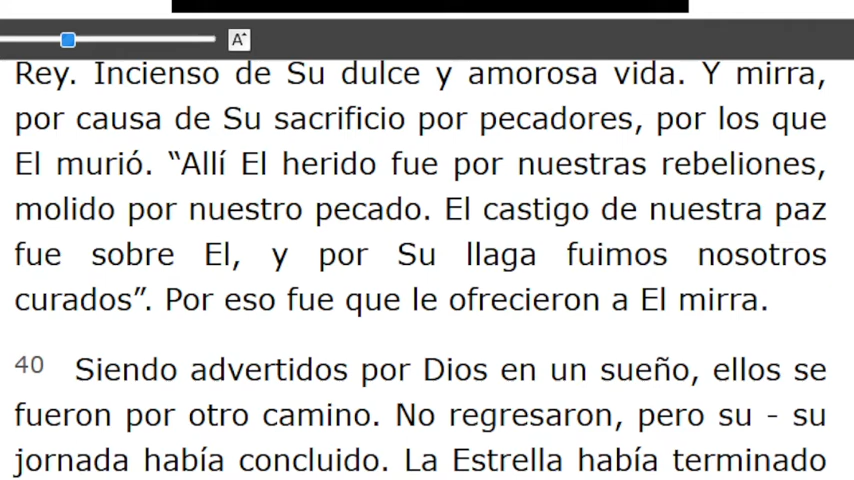 A+
Rey. Incienso de Su dulce y amorosa vida. Y mirra,
por causa de Su sacrificio por pecadores, por los que
El murió. “Allí El herido fue por nuestras rebeliones,
molido por nuestro pecado. El castigo de nuestra paz
fue sobre El, y por Su llaga fuimos nosotros
curados”. Por eso fue que le ofrecieron a El mirra.
40 Siendo advertidos por Dios en un sueño, ellos se
fueron por otro camino. No regresaron, pero su - su
jornada había concluido. La Estrella había terminado